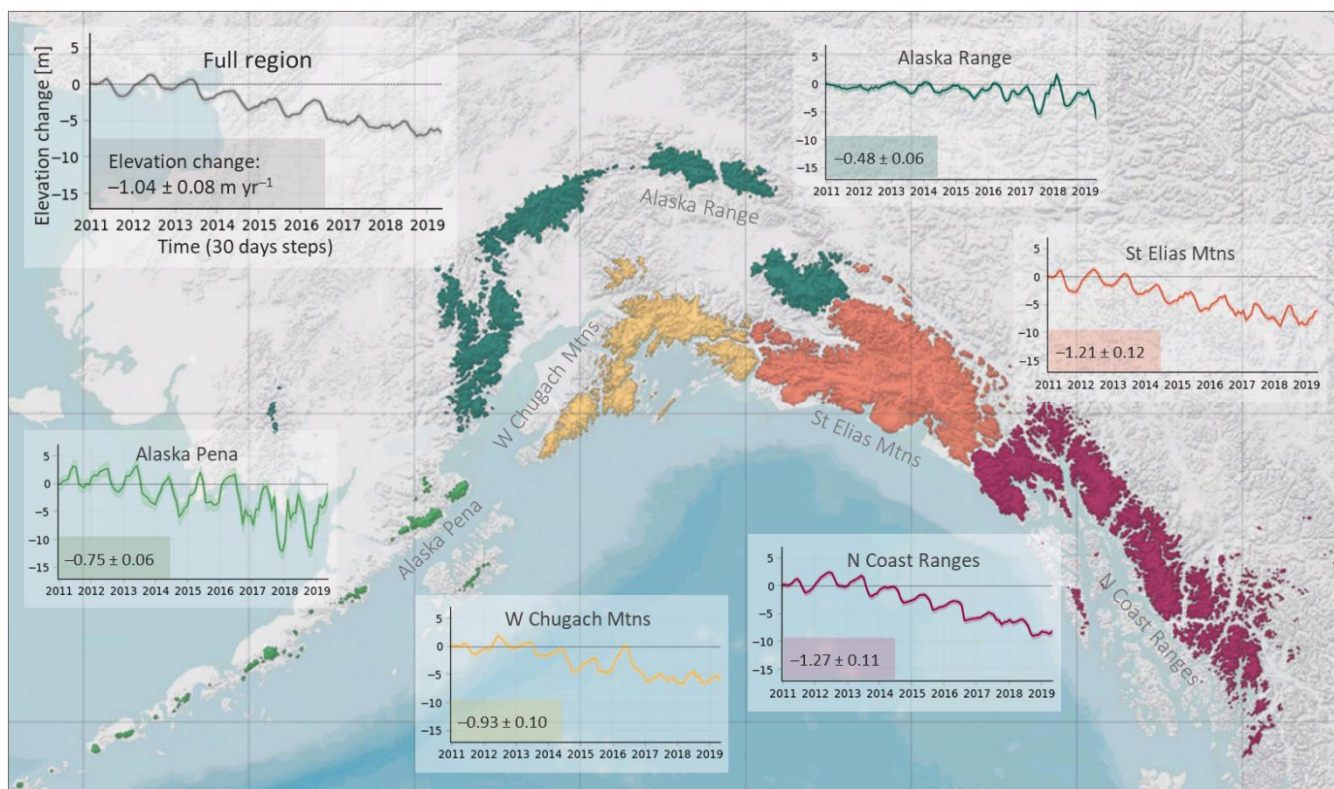 Full region
Elevation change [m]
5
0
−5
−10
−15
Elevation change:
−1.04 ± 0.08 m yr⁻¹
2011 2012 2013 2014 2015 2016 2017 2018 2019
Time (30 days steps)
Alaska Range
5
0
−5
−10
−15
−0.48 ± 0.06
2011 2012 2013 2014 2015 2016 2017 2018 2019
Alaska Range
St Elias Mtns
5
0
−5
−10
−15
−1.21 ± 0.12
2011 2012 2013 2014 2015 2016 2017 2018 2019
W Chugach Mtns
St Elias Mtns
Alaska Pena
5
0
−5
−10
−15
−0.75 ± 0.06
2011 2012 2013 2014 2015 2016 2017 2018 2019
Alaska Pena
N Coast Ranges
5
0
−5
−10
−15
−1.27 ± 0.11
2011 2012 2013 2014 2015 2016 2017 2018 2019
N Coast Ranges
W Chugach Mtns
5
0
−5
−10
−15
−0.93 ± 0.10
2011 2012 2013 2014 2015 2016 2017 2018 2019